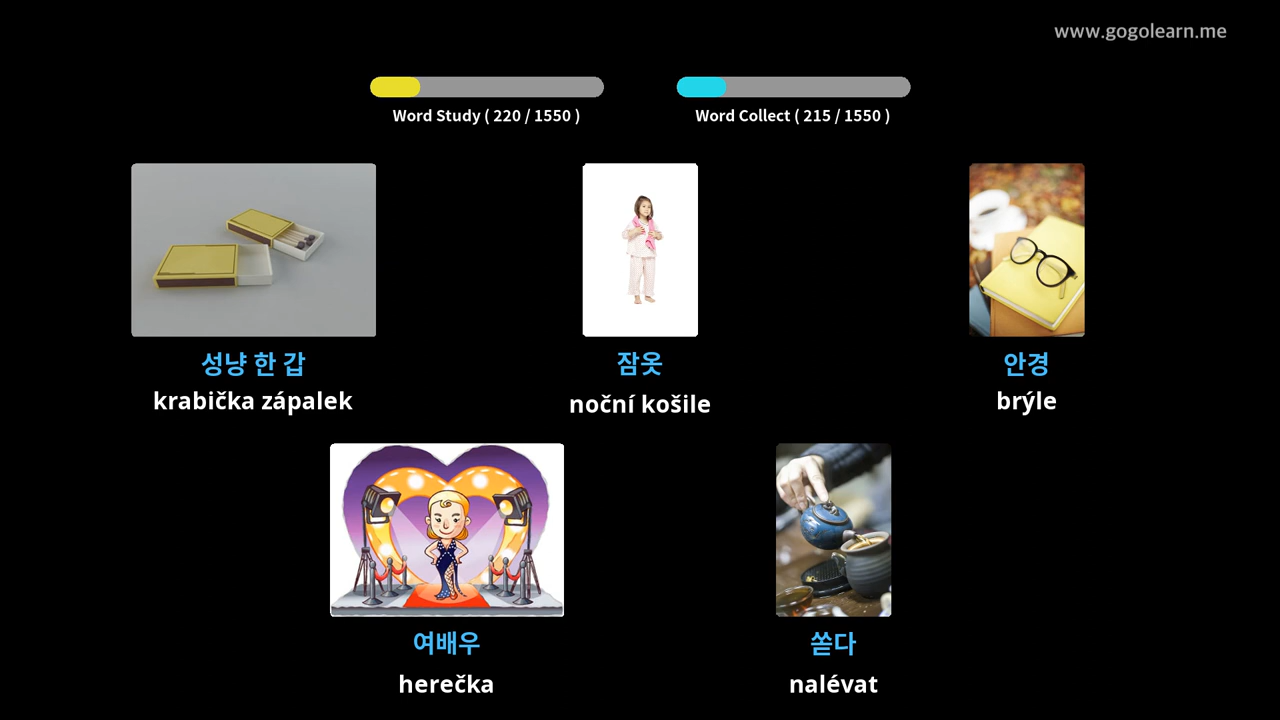 www.gogolearn.me
Word Study ( 220 / 1550 )
Word Collect ( 215 / 1550 )
성냥 한 갑
krabička zápalek
잠옷
noční košile
안경
brýle
여배우
herečka
쏟다
nalévat